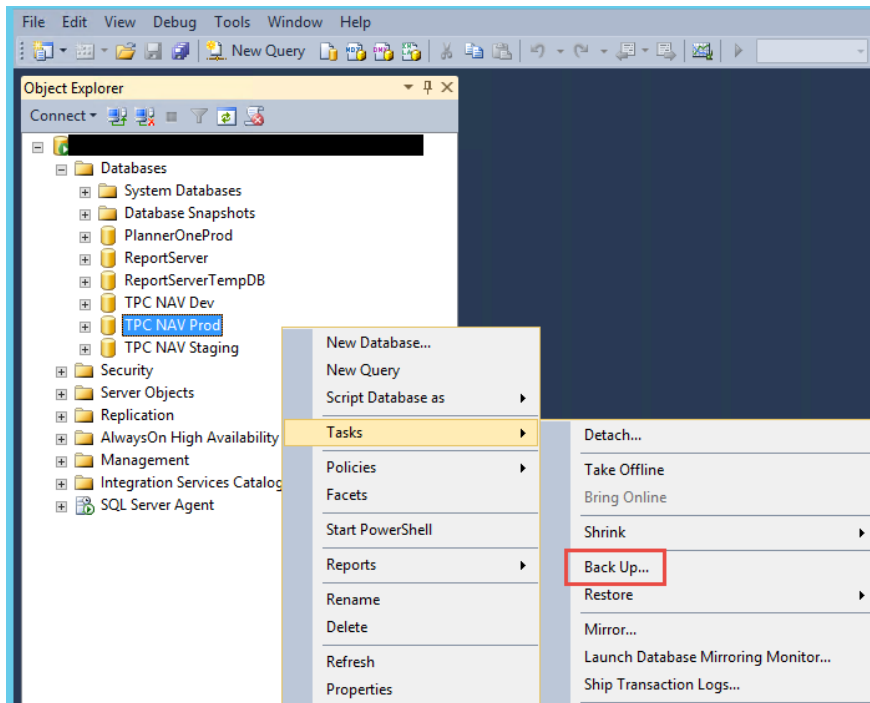 File Edit View Debug Tools Window Help
New Query
Object Explorer
Connect
Databases
System Databases
Database Snapshots
PlannerOneProd
ReportServer
ReportServerTempDB
TPC NAV Dev
TPC NAV Prod
TPC NAV Staging
Security
Server Objects
Replication
AlwaysOn High Availability
Management
Integration Services Catalog
SQL Server Agent
New Database...
New Query
Script Database as
Tasks
Policies
Facets
Start PowerShell
Reports
Rename
Delete
Refresh
Properties
Detach...
Take Offline
Bring Online
Shrink
Back Up...
Restore
Mirror...
Launch Database Mirroring Monitor...
Ship Transaction Logs...